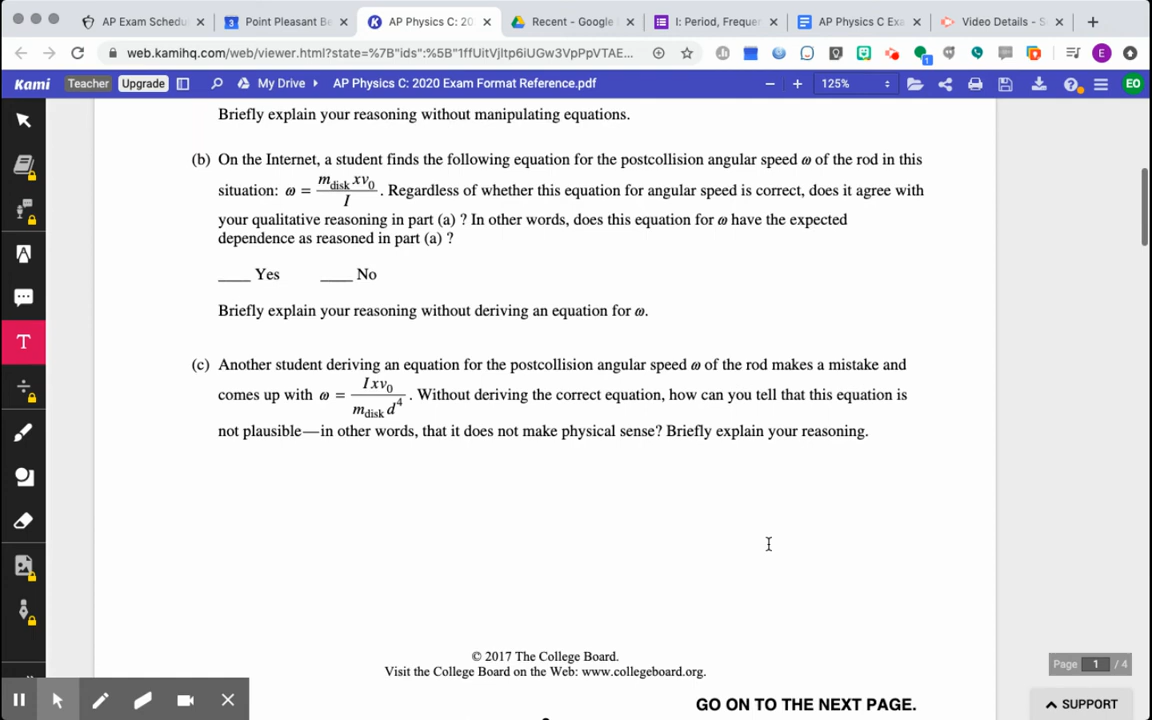 AP Exam Schedu
Point Pleasant Be
AP Physics C: 20
Recent - Google
I: Period, Frequen
AP Physics C Exa
Video Details - S
web.kamihq.com/web/viewer.html?state=%7B"ids"%3A%5B"1ffUitVjltp6iUGw3VpPpVTAE...
E
Kami Teacher Upgrade My Drive AP Physics C: 2020 Exam Format Reference.pdf 125% EO
Briefly explain your reasoning without manipulating equations.
(b) On the Internet, a student finds the following equation for the postcollision angular speed ω of the rod in this
situation: ω = m_disk xv₀ / I . Regardless of whether this equation for angular speed is correct, does it agree with
your qualitative reasoning in part (a) ? In other words, does this equation for ω have the expected
dependence as reasoned in part (a) ?
____ Yes ____ No
Briefly explain your reasoning without deriving an equation for ω.
(c) Another student deriving an equation for the postcollision angular speed ω of the rod makes a mistake and
comes up with ω = Ixv₀ / m_disk d⁴ . Without deriving the correct equation, how can you tell that this equation is
not plausible—in other words, that it does not make physical sense? Briefly explain your reasoning.
© 2017 The College Board.
Visit the College Board on the Web: www.collegeboard.org.
GO ON TO THE NEXT PAGE.
Page 1 / 4
SUPPORT